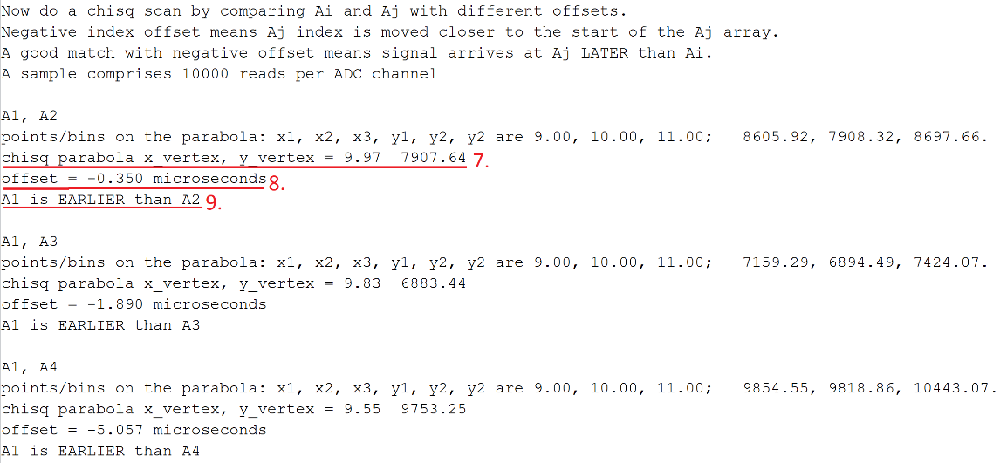 Now do a chisq scan by comparing Ai and Aj with different offsets.
Negative index offset means Aj index is moved closer to the start of the Aj array.
A good match with negative offset means signal arrives at Aj LATER than Ai.
A sample comprises 10000 reads per ADC channel
A1, A2
points/bins on the parabola: x1, x2, x3, y1, y2, y2 are 9.00, 10.00, 11.00;   8605.92, 7908.32, 8697.66.
chisq parabola x_vertex, y_vertex = 9.97  7907.64 7.
offset = -0.350 microseconds 8.
A1 is EARLIER than A2 9.
A1, A3
points/bins on the parabola: x1, x2, x3, y1, y2, y2 are 9.00, 10.00, 11.00;   7159.29, 6894.49, 7424.07.
chisq parabola x_vertex, y_vertex = 9.83  6883.44
offset = -1.890 microseconds
A1 is EARLIER than A3
A1, A4
points/bins on the parabola: x1, x2, x3, y1, y2, y2 are 9.00, 10.00, 11.00;   9854.55, 9818.86, 10443.07.
chisq parabola x_vertex, y_vertex = 9.55  9753.25
offset = -5.057 microseconds
A1 is EARLIER than A4